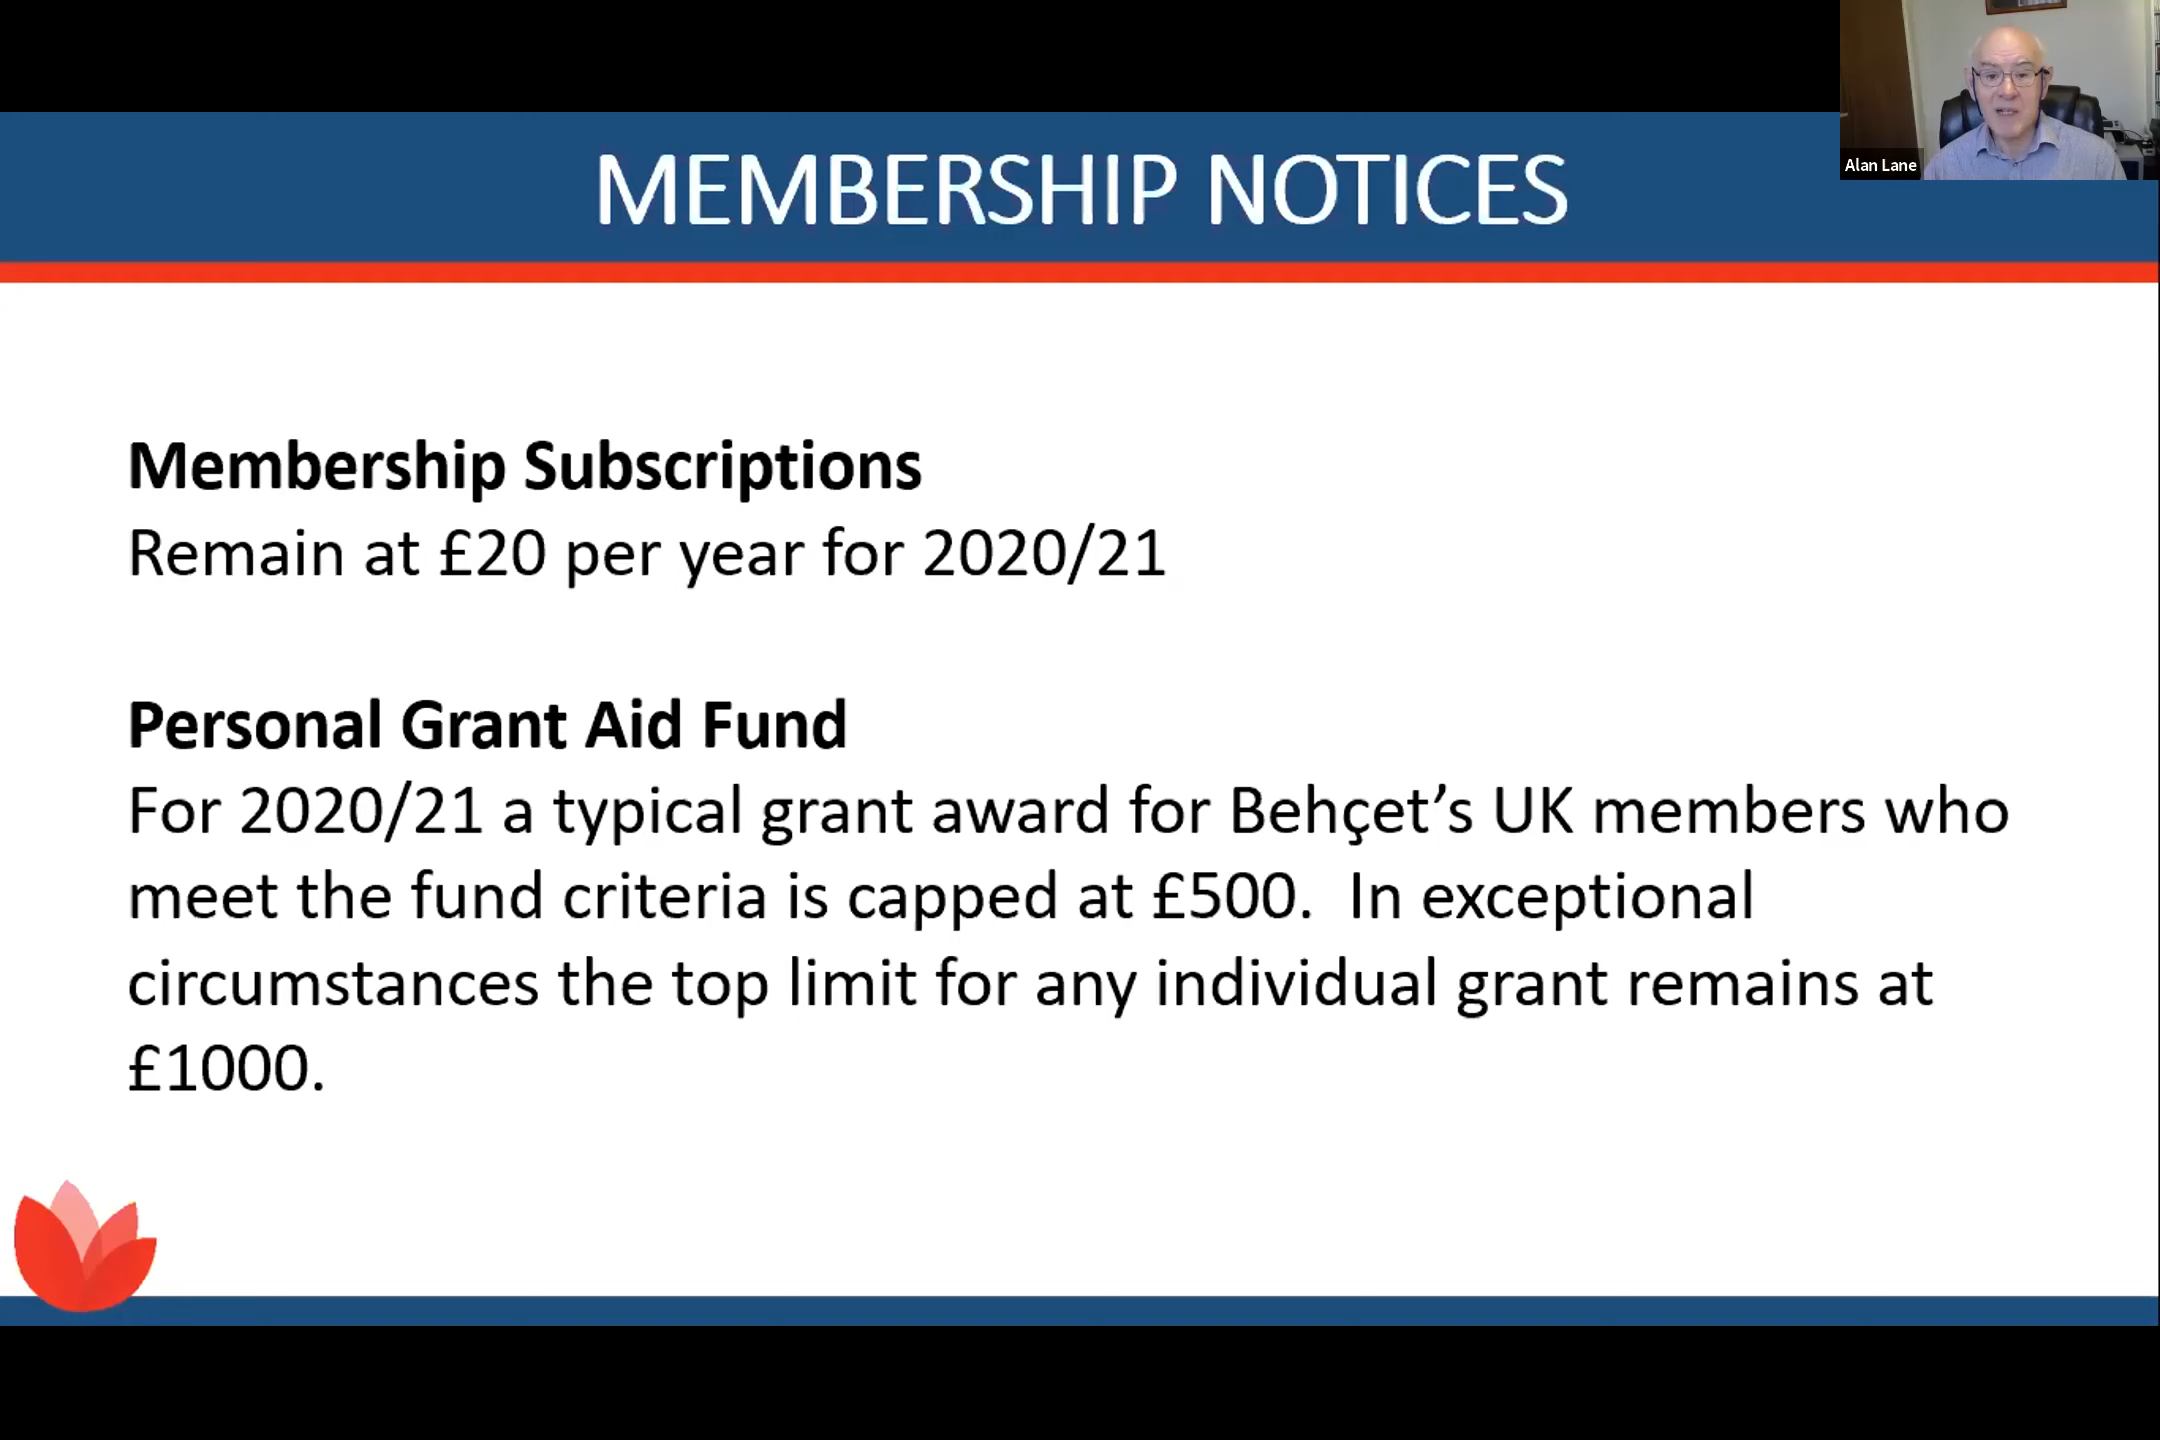 MEMBERSHIP NOTICES
Alan Lane
Membership Subscriptions
Remain at £20 per year for 2020/21
Personal Grant Aid Fund
For 2020/21 a typical grant award for Behçet’s UK members who
meet the fund criteria is capped at £500.  In exceptional
circumstances the top limit for any individual grant remains at
£1000.